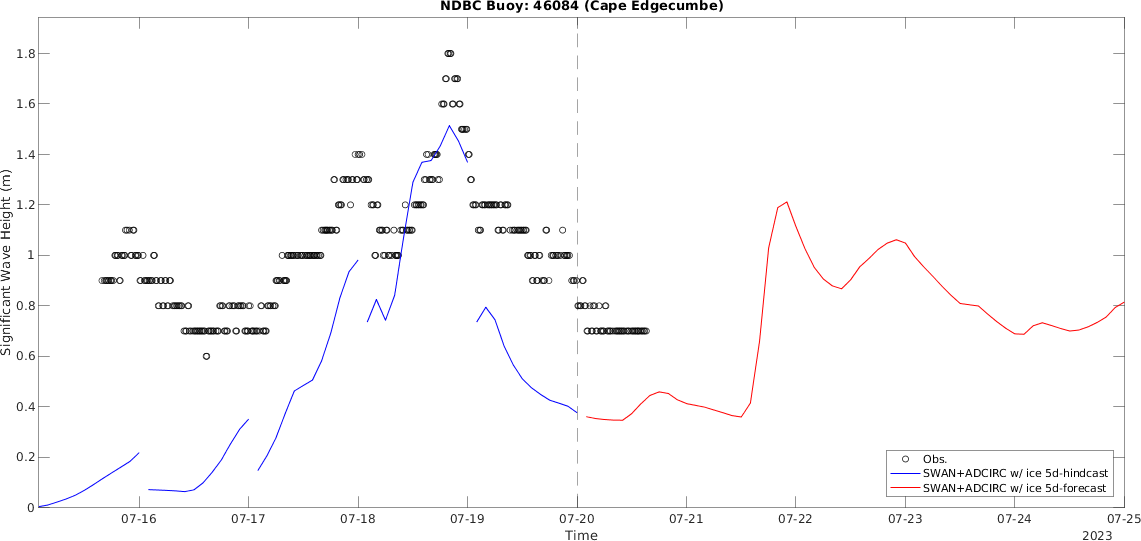 NDBC Buoy: 46084 (Cape Edgecumbe)
Significant Wave Height (m)
1.8
1.6
1.4
1.2
1
0.8
0.6
0.4
0.2
0
Obs.
SWAN+ADCIRC w/ ice 5d-hindcast
SWAN+ADCIRC w/ ice 5d-forecast
07-16 07-17 07-18 07-19 07-20 07-21 07-22 07-23 07-24 07-25
Time
2023